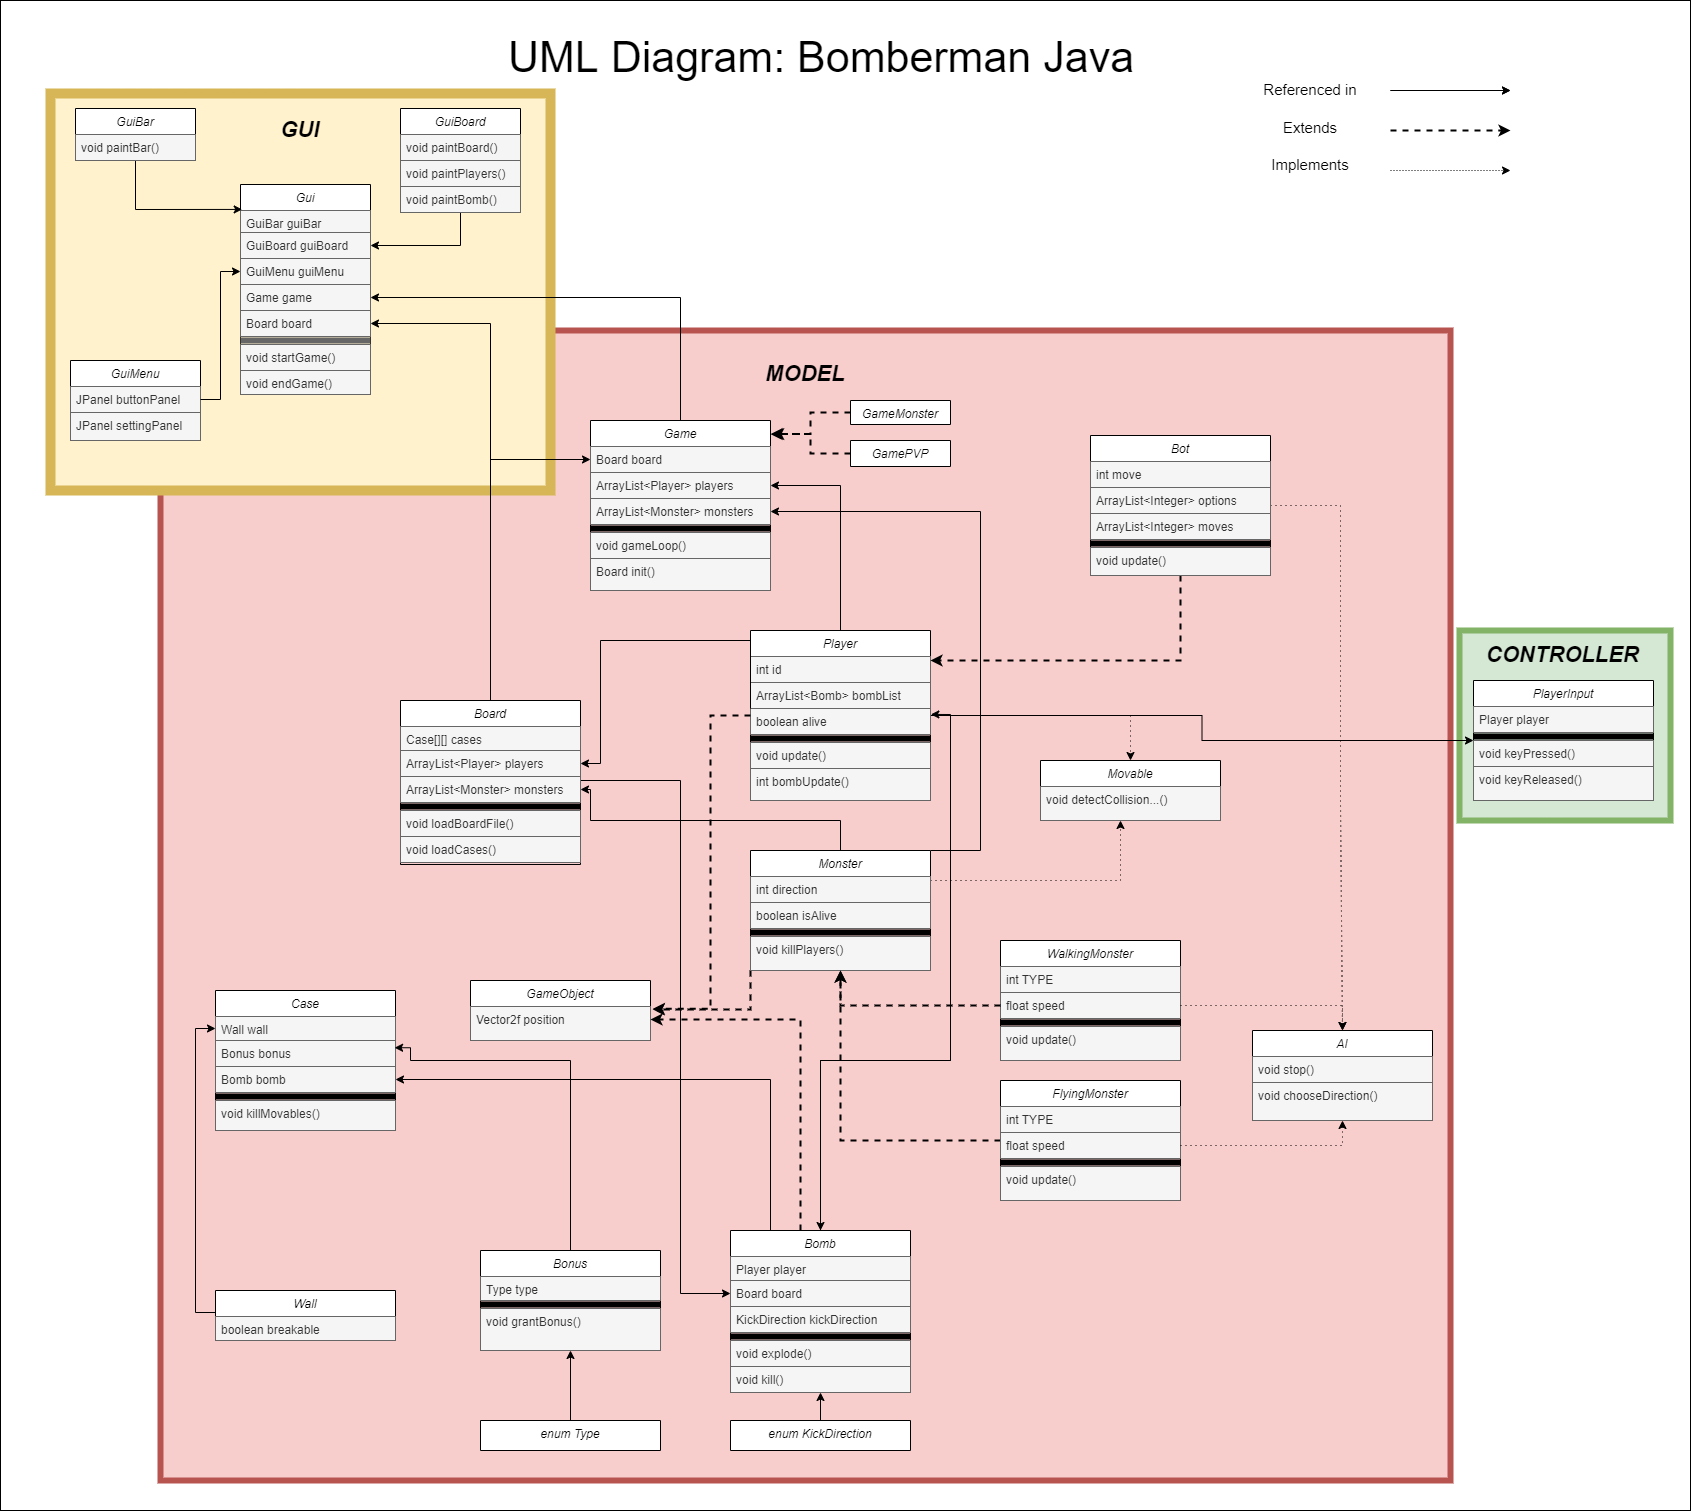 UML Diagram: Bomberman Java
Referenced in
Extends
Implements
GUI
GuiBar
void paintBar()
GuiBoard
void paintBoard()
void paintPlayers()
void paintBomb()
Gui
GuiBar guiBar
GuiBoard guiBoard
GuiMenu guiMenu
Game game
Board board
void startGame()
void endGame()
GuiMenu
JPanel buttonPanel
JPanel settingPanel
MODEL
Game
Board board
ArrayList<Player> players
ArrayList<Monster> monsters
void gameLoop()
Board init()
GameMonster
GamePVP
Bot
int move
ArrayList<Integer> options
ArrayList<Integer> moves
void update()
Player
int id
ArrayList<Bomb> bombList
boolean alive
void update()
int bombUpdate()
CONTROLLER
PlayerInput
Player player
void keyPressed()
void keyReleased()
Board
Case[][] cases
ArrayList<Player> players
ArrayList<Monster> monsters
void loadBoardFile()
void loadCases()
Movable
void detectCollision...()
Monster
int direction
boolean isAlive
void killPlayers()
WalkingMonster
int TYPE
float speed
void update()
GameObject
Vector2f position
Case
Wall wall
Bonus bonus
Bomb bomb
void killMovables()
AI
void stop()
void chooseDirection()
FlyingMonster
int TYPE
float speed
void update()
Bonus
Type type
void grantBonus()
Bomb
Player player
Board board
KickDirection kickDirection
void explode()
void kill()
Wall
boolean breakable
enum Type
enum KickDirection